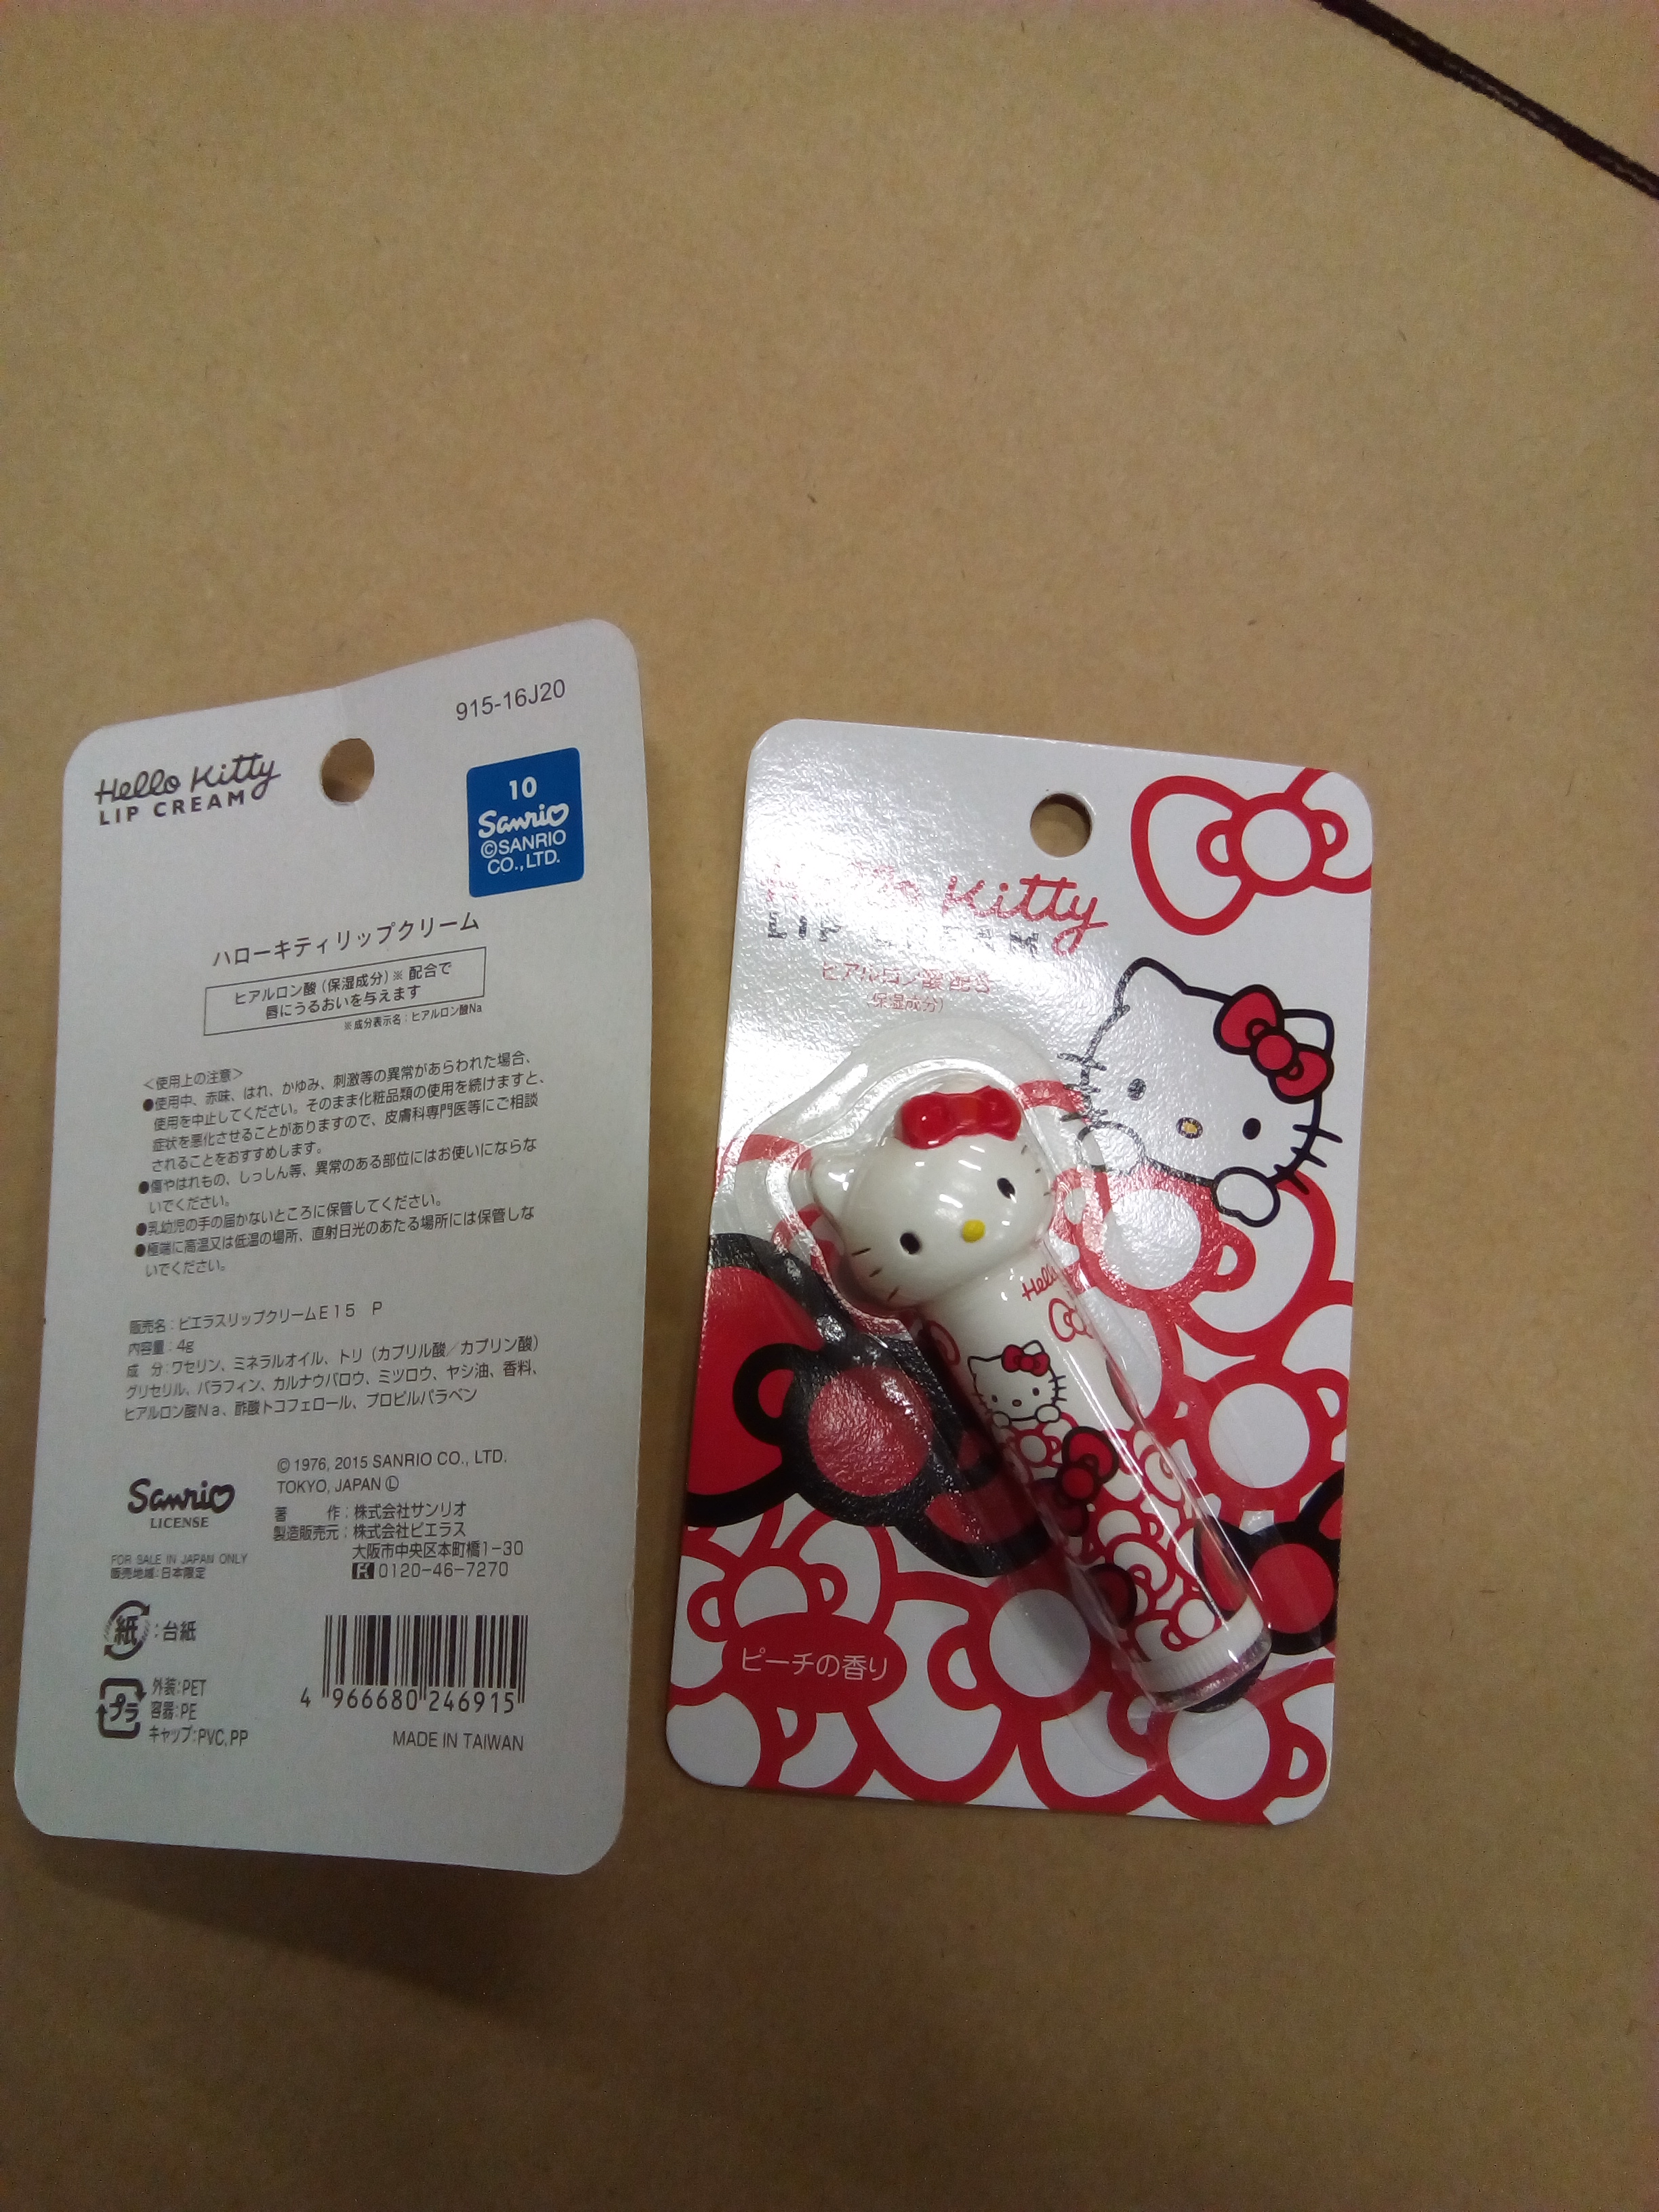 915-16J20
Hello Kitty
LIP CREAM
10
Sanrio
©SANRIO
CO.,LTD.
ハローキティリップクリーム
ヒアルロン酸(保湿成分)※ 配合で
唇にうるおいを与えます
※成分表示名：ヒアルロン酸Na
＜使用上の注意＞
●使用中、赤味、はれ、かゆみ、刺激等の異常があらわれた場合、
使用を中止してください。そのまま化粧品類の使用を続けますと、
症状を悪化させることがありますので、皮膚科専門医等にご相談
されることをおすすめします。
●傷やはれもの、しっしん等、異常のある部位にはお使いにならな
いでください。
●乳幼児の手の届かないところに保管してください。
●極端に高温又は低温の場所、直射日光のあたる場所には保管しな
いでください。
販売名：ピエラスリップクリームE15 P
内容量：4g
成 分：ワセリン、ミネラルオイル、トリ（カプリル酸／カプリン酸）
グリセリル、パラフィン、カルナウバロウ、ミツロウ、ヤシ油、香料、
ヒアルロン酸Na、酢酸トコフェロール、プロピルパラベン
Sanrio
LICENSE
© 1976, 2015 SANRIO CO., LTD.
TOKYO, JAPAN Ⓛ
著 作：株式会社サンリオ
製造販売元：株式会社ピエラス
大阪市中央区本町橋1-30
0120-46-7270
FOR SALE IN JAPAN ONLY
販売地域：日本限定
紙：台紙
プラ
外装：PET
容器：PE
キャップ：PVC, PP
4 966680 246915
MADE IN TAIWAN
Kitty
ヒアルロン酸 配合
保湿成分）
Hello
ピーチの香り